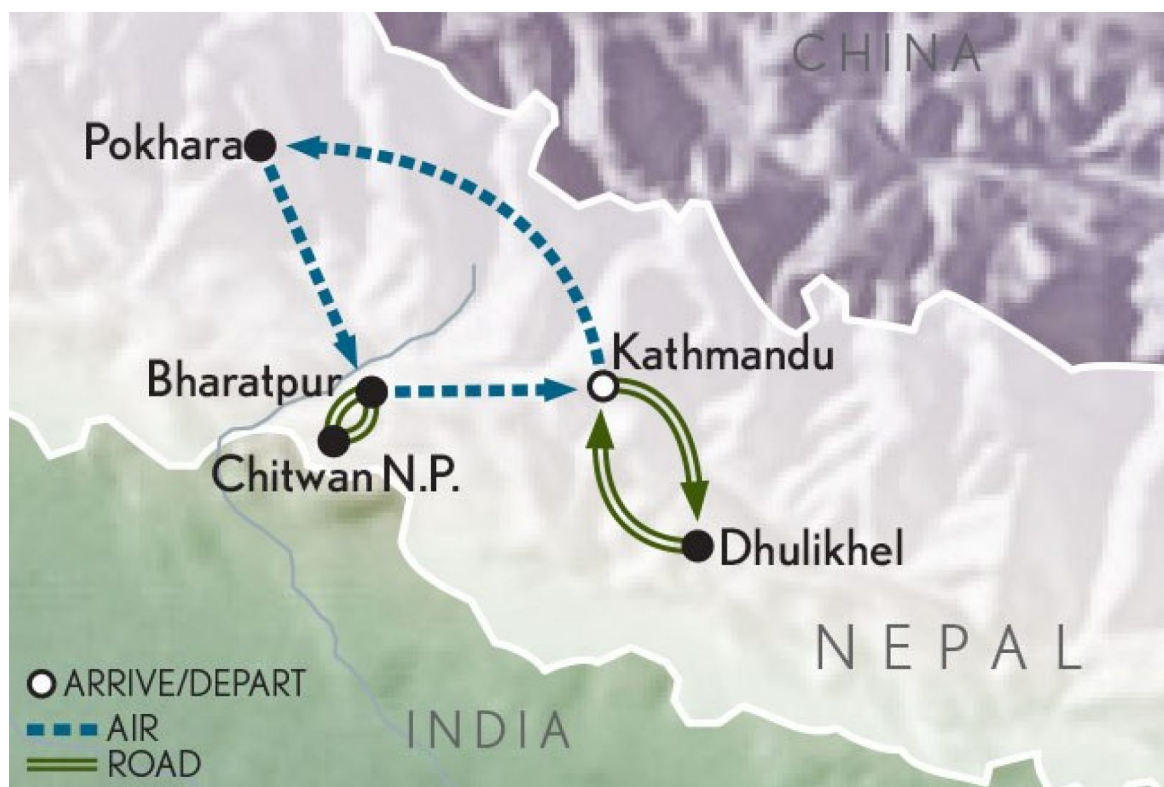 CHINA
Pokhara
Kathmandu
Bharatpur
Chitwan N.P.
Dhulikhel
NEPAL
INDIA
ARRIVE/DEPART
AIR
ROAD